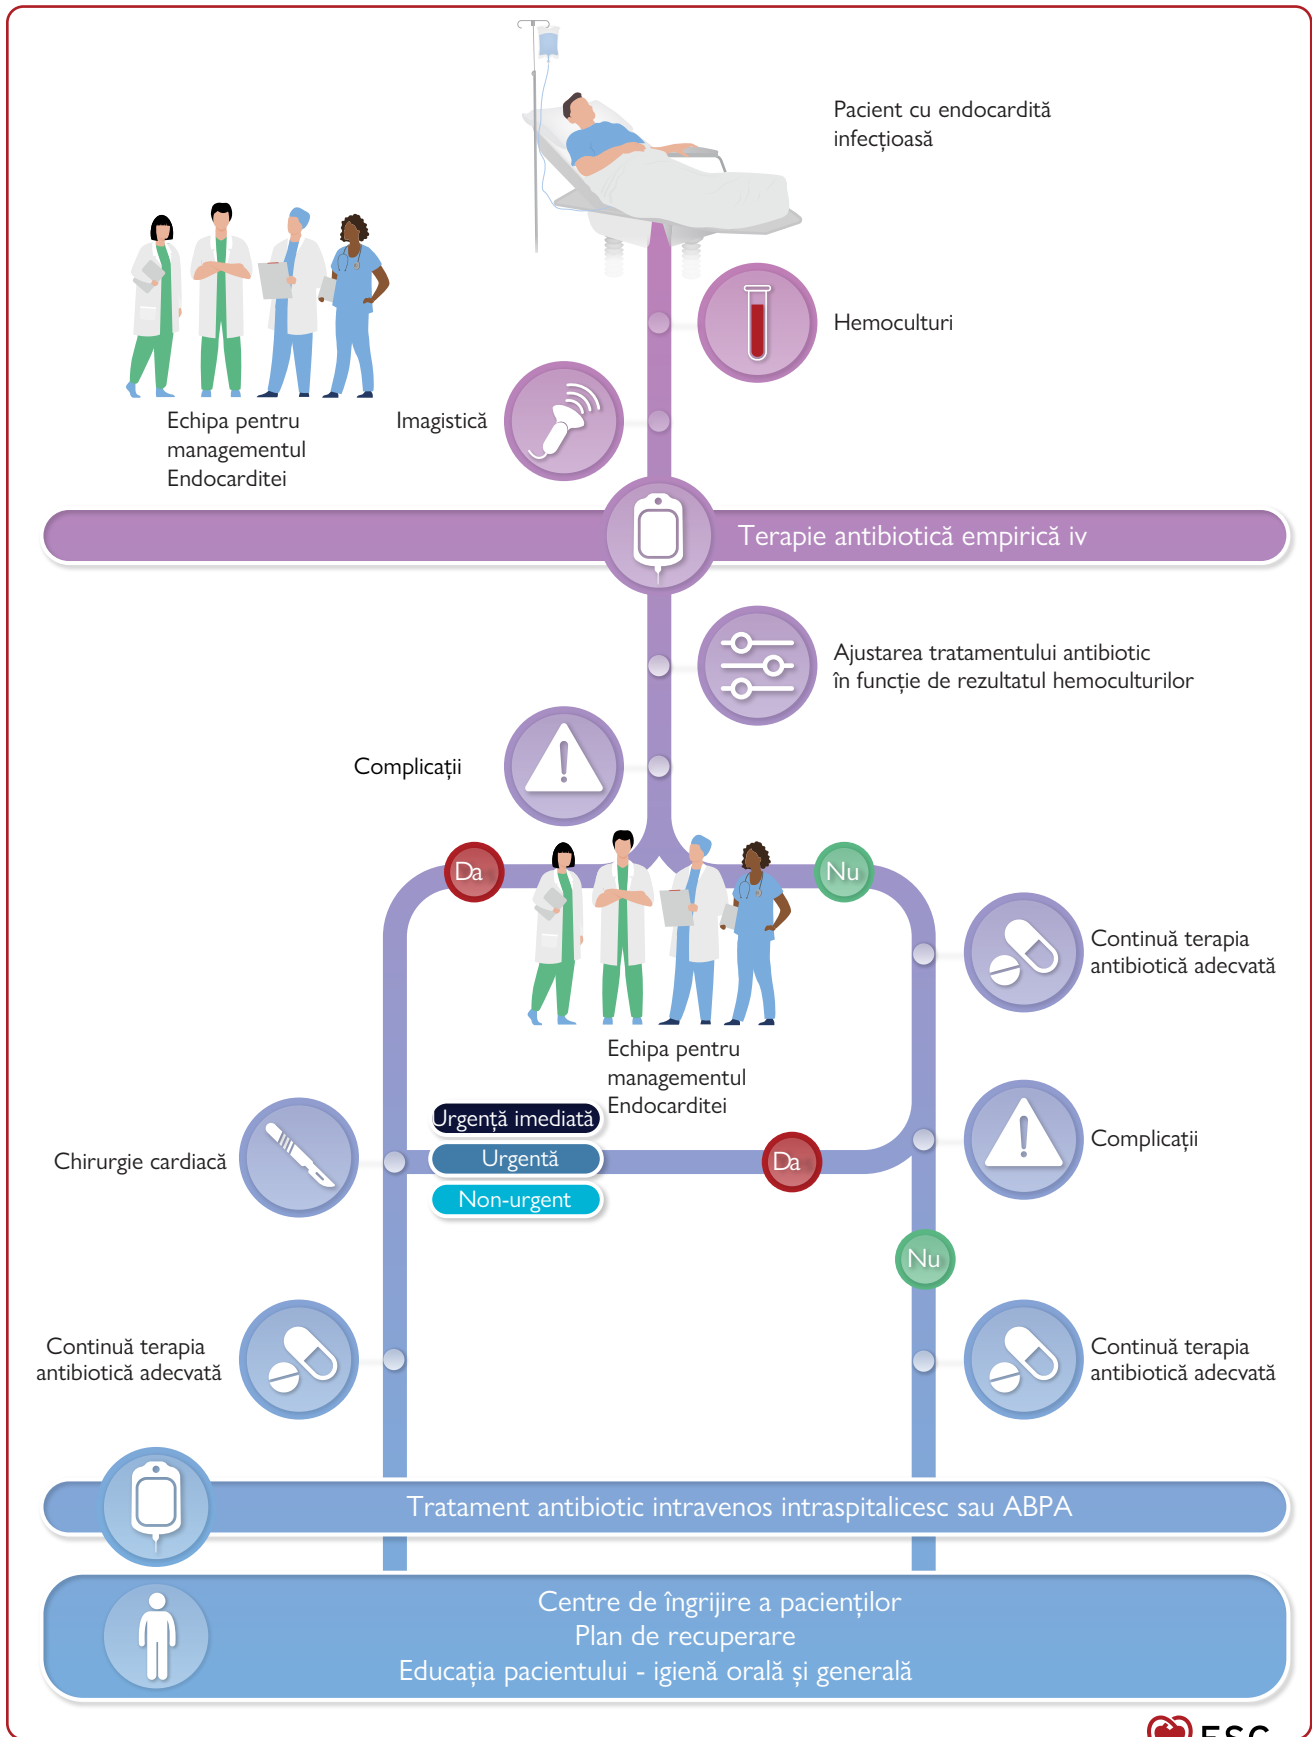 Pacient cu endocardită
infecțioasă
Hemoculturi
Imagistică
Echipa pentru
managementul
Endocarditei
Terapie antibiotică empirică iv
Ajustarea tratamentului antibiotic
în funcție de rezultatul hemoculturilor
Complicații
Da
Nu
Continuă terapia
antibiotică adecvată
Echipa pentru
managementul
Endocarditei
Urgență imediată
Urgentă
Non-urgent
Chirurgie cardiacă
Da
Complicații
Nu
Continuă terapia
antibiotică adecvată
Continuă terapia
antibiotică adecvată
Tratament antibiotic intravenos intraspitalicesc sau ABPA
Centre de îngrijire a pacienților
Plan de recuperare
Educația pacientului - igienă orală și generală
ESC